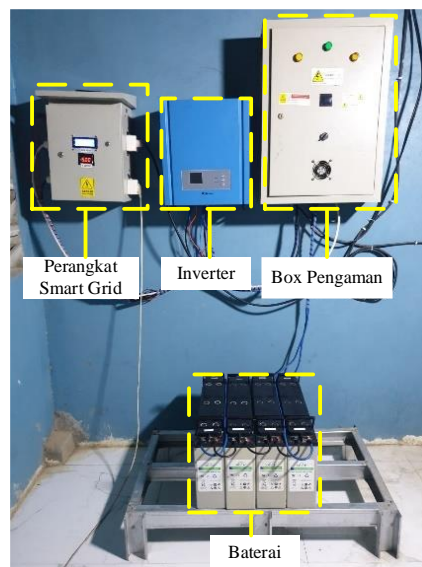 Perangkat
Smart Grid
Inverter
Box Pengaman
Baterai